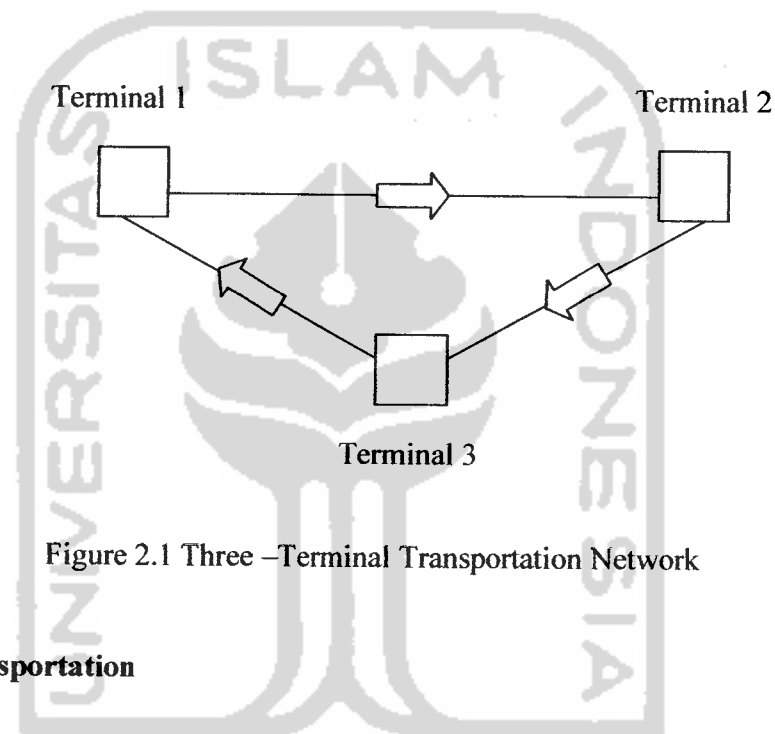 ISLAM
Terminal 1
Terminal 2
UNIVERSITAS
INDONESIA
Terminal 3
Figure 2.1 Three –Terminal Transportation Network
sportation